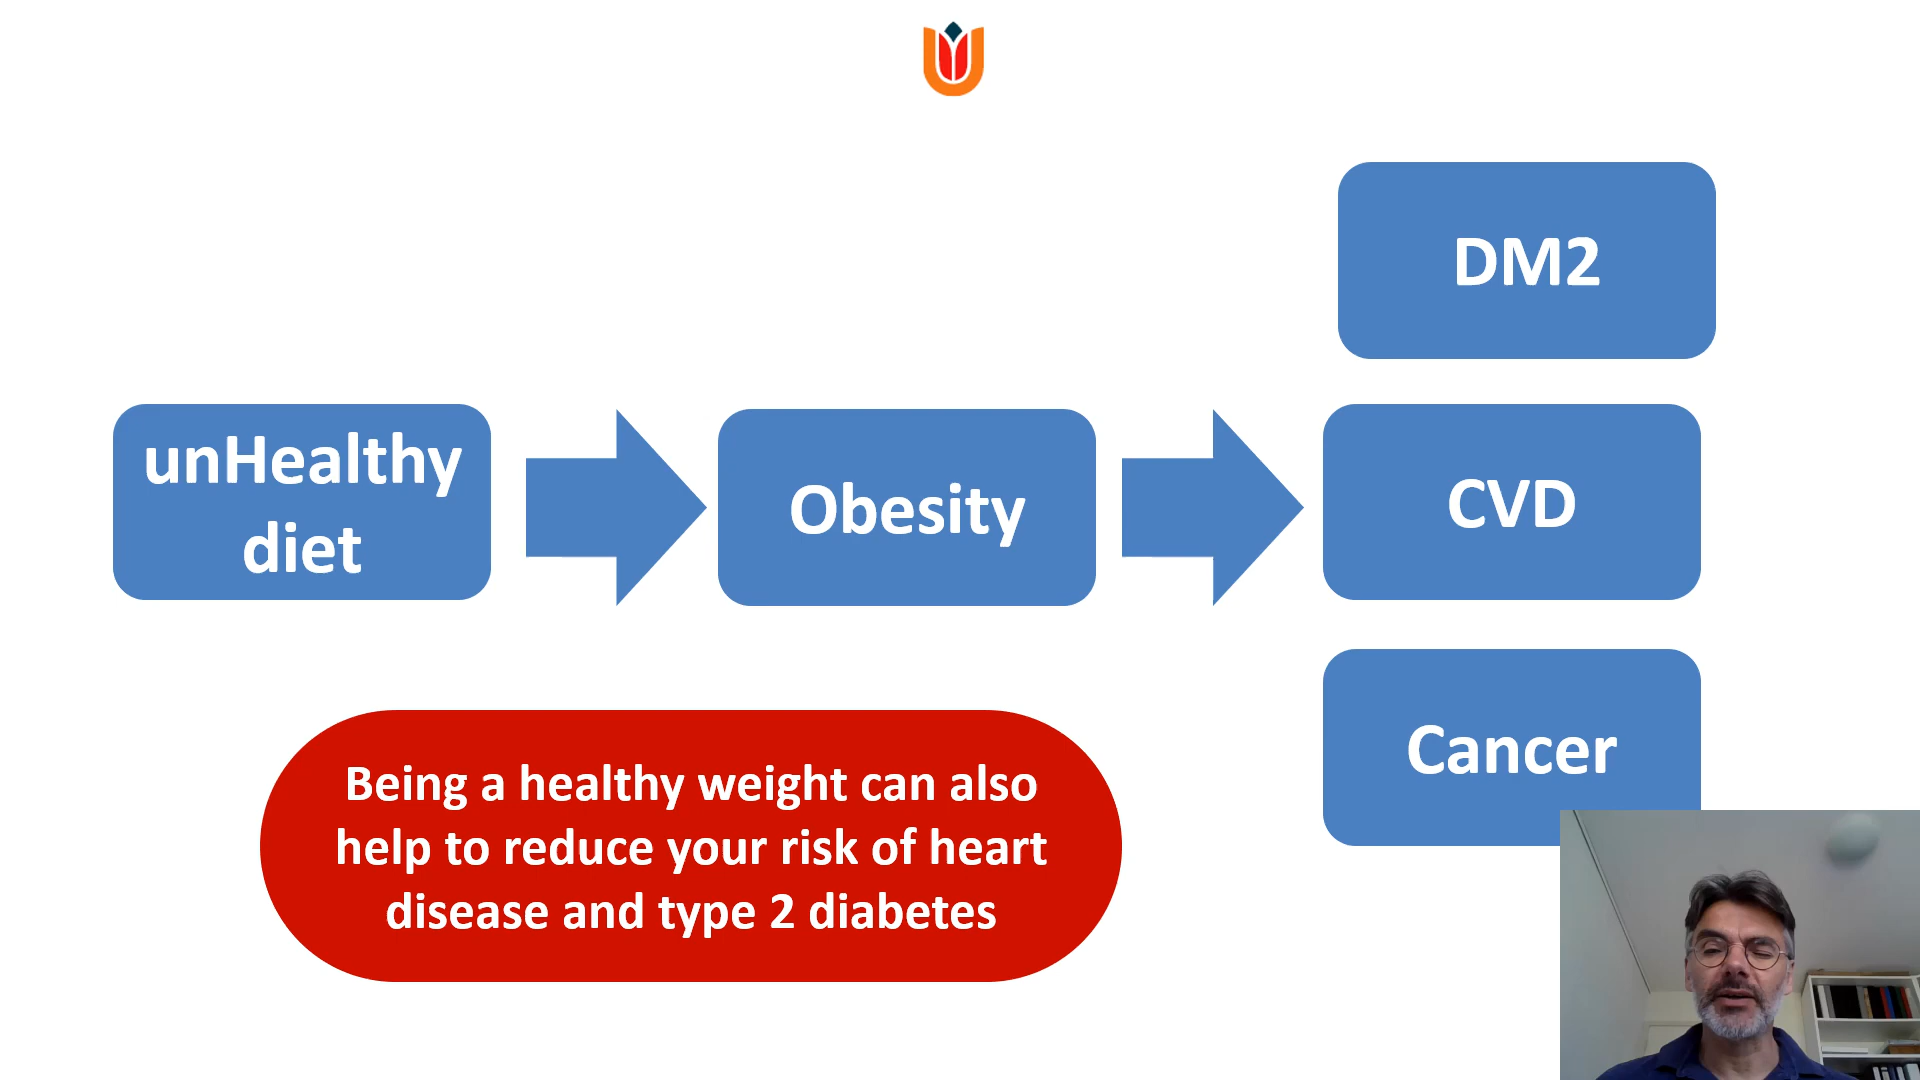 DM2
unHealthy
diet
Obesity
CVD
Cancer
Being a healthy weight can also
help to reduce your risk of heart
disease and type 2 diabetes